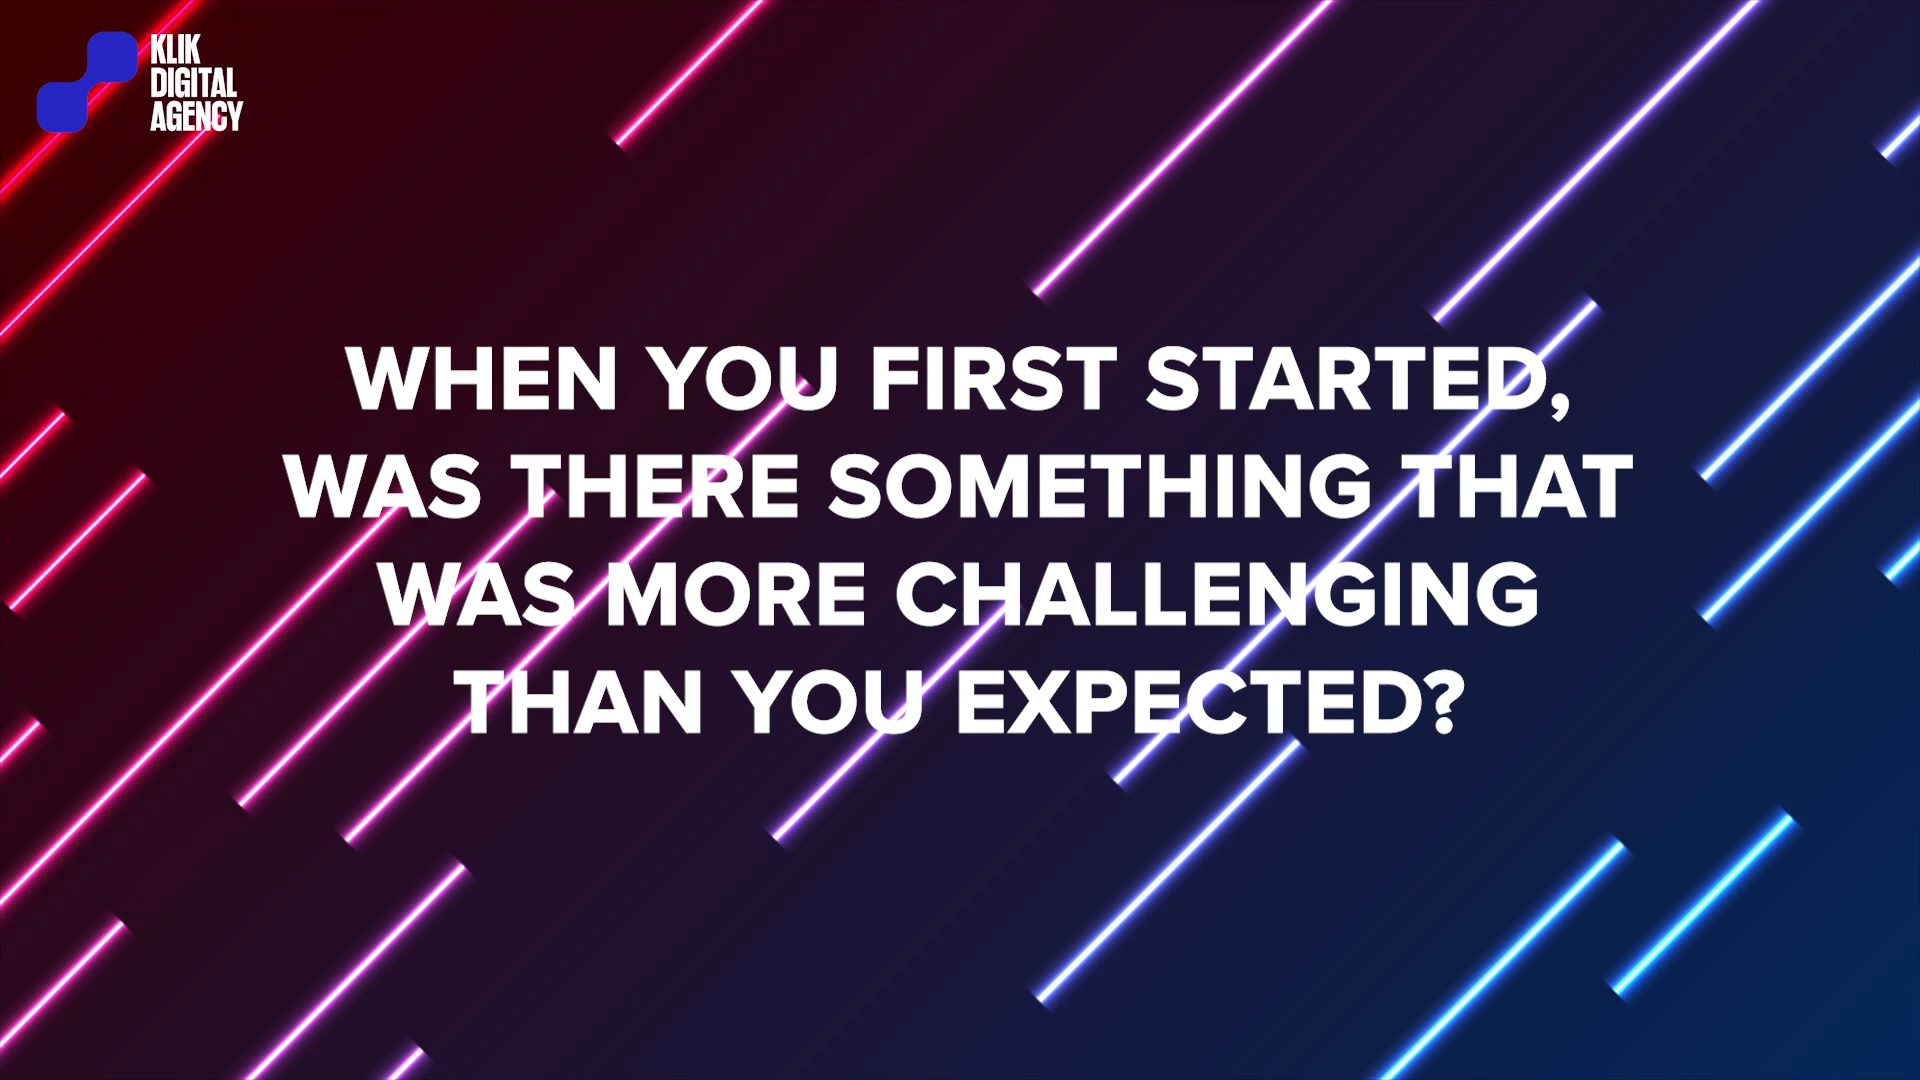 KLIK
DIGITAL
AGENCY
WHEN YOU FIRST STARTED,
WAS THERE SOMETHING THAT
WAS MORE CHALLENGING
THAN YOU EXPECTED?